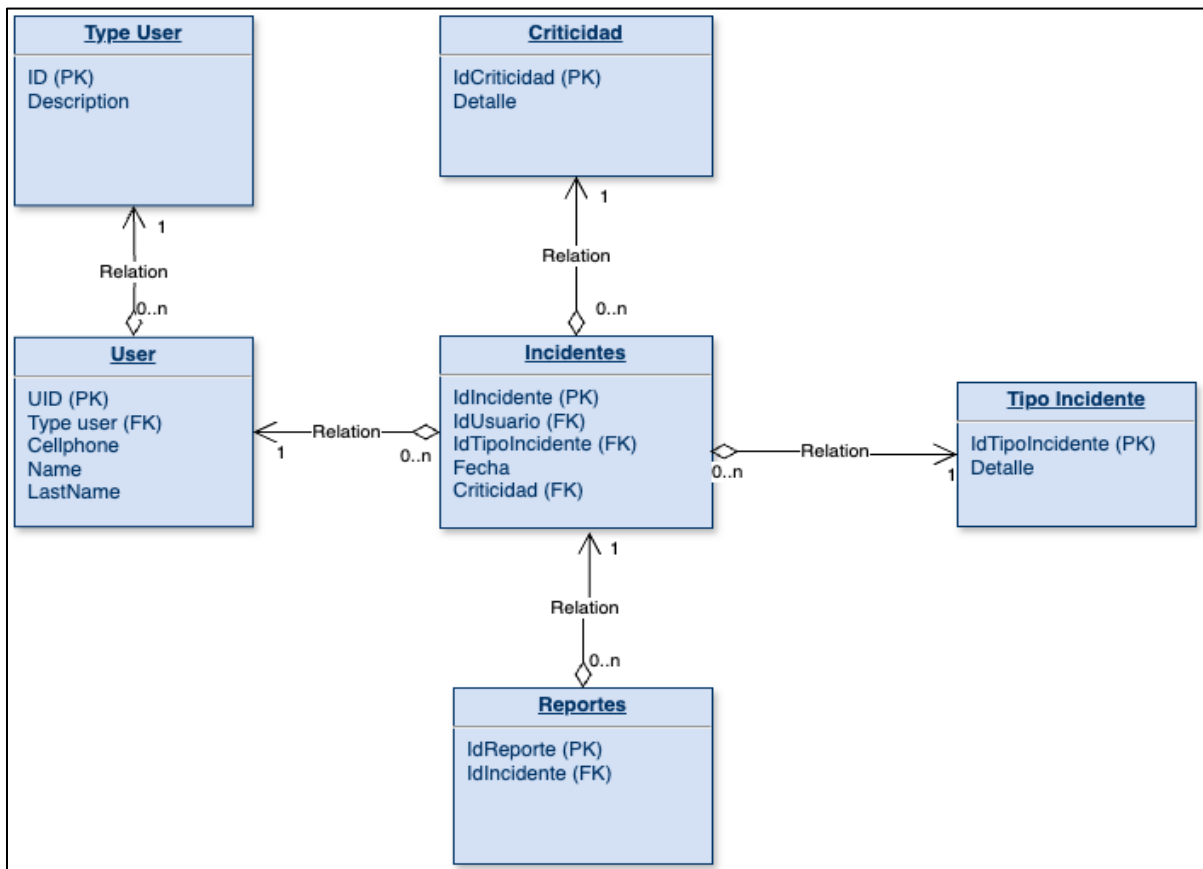 Type User
ID (PK)
Description
Criticidad
IdCriticidad (PK)
Detalle
1
Relation
0..n
1
Relation
0..n
User
UID (PK)
Type user (FK)
Cellphone
Name
LastName
1
Relation
0..n
Incidentes
IdIncidente (PK)
IdUsuario (FK)
IdTipoIncidente (FK)
Fecha
Criticidad (FK)
0..n
Relation
1
Tipo Incidente
IdTipoIncidente (PK)
Detalle
1
Relation
0..n
Reportes
IdReporte (PK)
IdIncidente (FK)